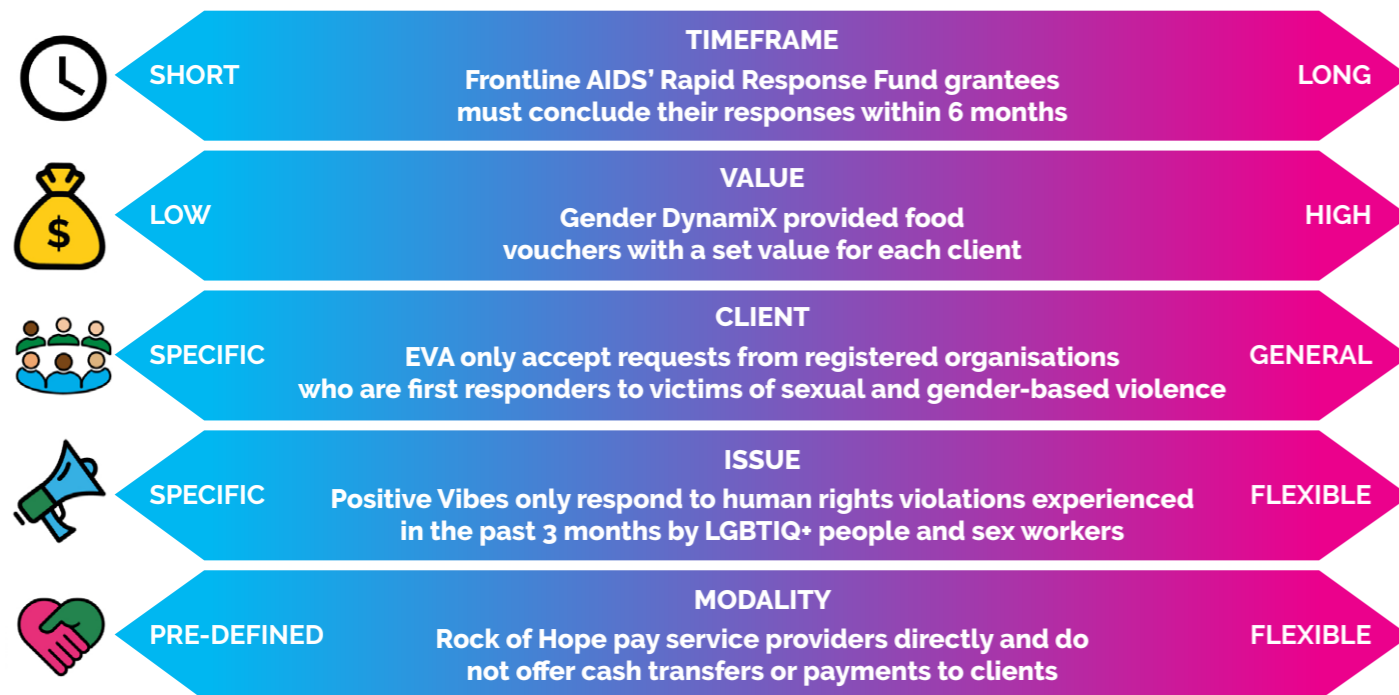 TIMEFRAME
SHORT
Frontline AIDS’ Rapid Response Fund grantees
must conclude their responses within 6 months
LONG
$
VALUE
LOW
Gender DynamiX provided food
vouchers with a set value for each client
HIGH
CLIENT
SPECIFIC
EVA only accept requests from registered organisations
who are first responders to victims of sexual and gender-based violence
GENERAL
ISSUE
SPECIFIC
Positive Vibes only respond to human rights violations experienced
in the past 3 months by LGBTIQ+ people and sex workers
FLEXIBLE
MODALITY
PRE-DEFINED
Rock of Hope pay service providers directly and do
not offer cash transfers or payments to clients
FLEXIBLE